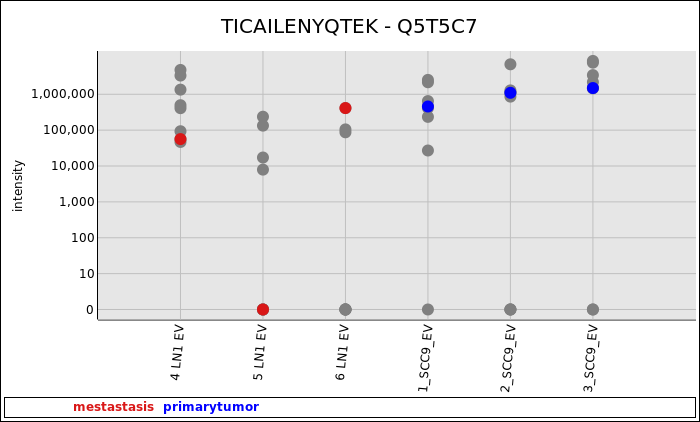 TICAILENYQTEK - Q5T5C7
intensity
1,000,000
100,000
10,000
1,000
100
10
0
4 LN1 EV
5 LN1 EV
6 LN1 EV
1_SCC9_EV
2_SCC9_EV
3_SCC9_EV
mestastasis primarytumor